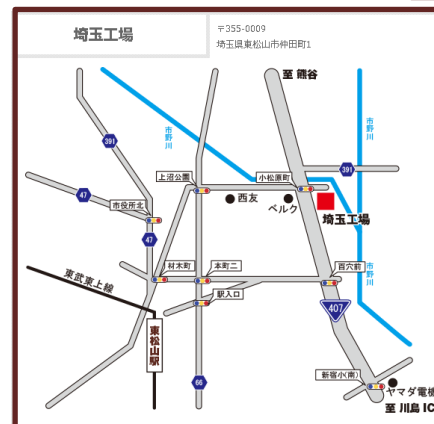 埼玉工場
〒355-0009
埼玉県東松山市仲田町1
至 熊谷
市野川
市野川
391
391
上沼公園
小松原町
西友
ベルク
埼玉工場
47
市役所北
47
材木町
本町二
百穴前
市野川
東武東上線
駅入口
407
東松山駅
66
新宿小(南)
ヤマダ電機
至 川島 IC